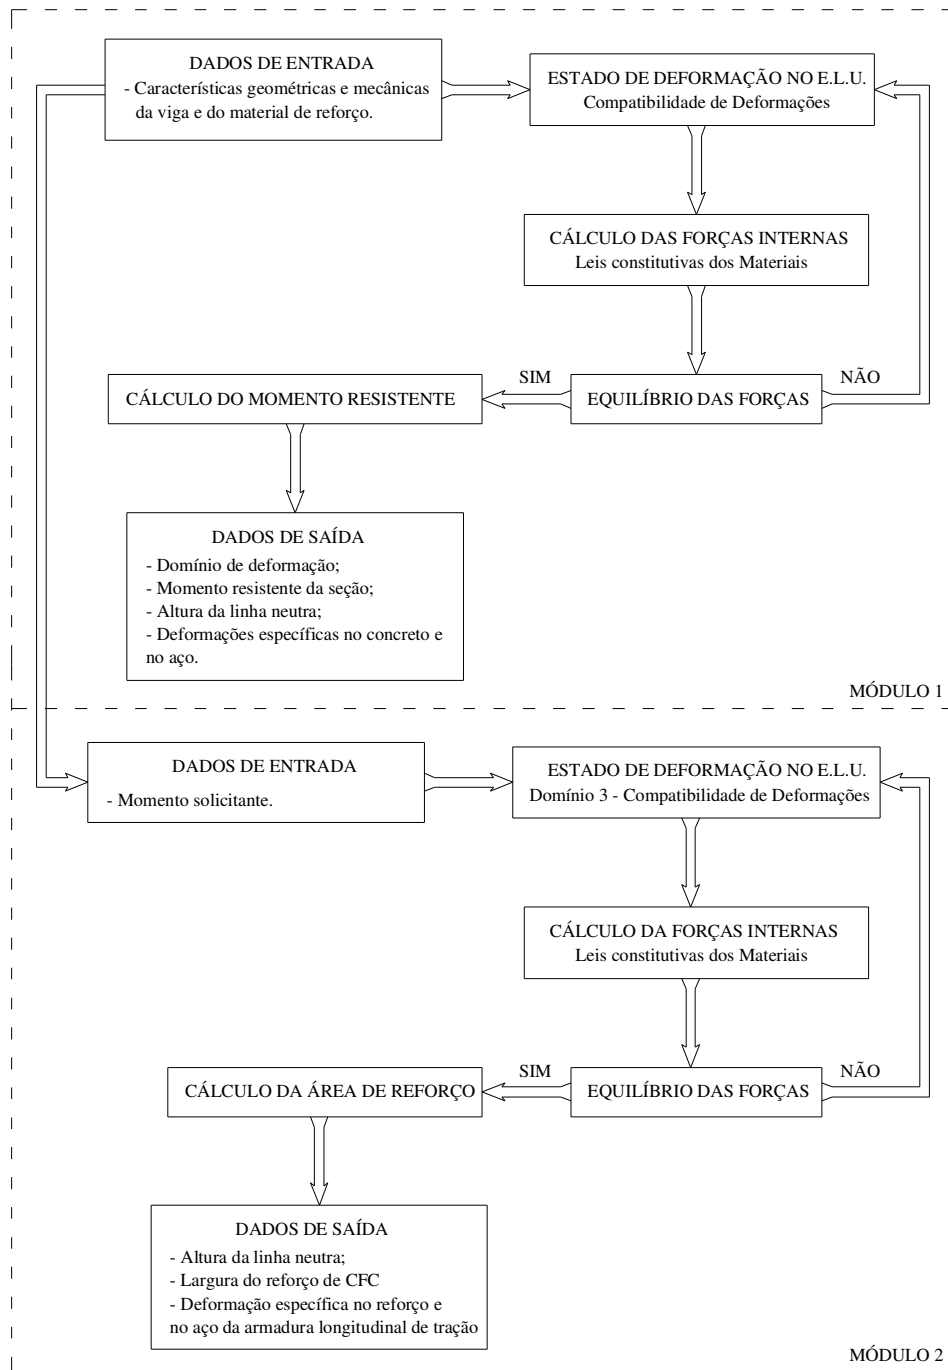 DADOS DE ENTRADA
- Características geométricas e mecânicas
da viga e do material de reforço.
ESTADO DE DEFORMAÇÃO NO E.L.U.
Compatibilidade de Deformações
CÁLCULO DAS FORÇAS INTERNAS
Leis constitutivas dos Materiais
SIM
NÃO
CÁLCULO DO MOMENTO RESISTENTE
EQUILÍBRIO DAS FORÇAS
DADOS DE SAÍDA
- Domínio de deformação;
- Momento resistente da seção;
- Altura da linha neutra;
- Deformações específicas no concreto e
no aço.
MÓDULO 1
DADOS DE ENTRADA
- Momento solicitante.
ESTADO DE DEFORMAÇÃO NO E.L.U.
Domínio 3 - Compatibilidade de Deformações
CÁLCULO DA FORÇAS INTERNAS
Leis constitutivas dos Materiais
SIM
NÃO
CÁLCULO DA ÁREA DE REFORÇO
EQUILÍBRIO DAS FORÇAS
DADOS DE SAÍDA
- Altura da linha neutra;
- Largura do reforço de CFC
- Deformação específica no reforço e
no aço da armadura longitudinal de tração
MÓDULO 2